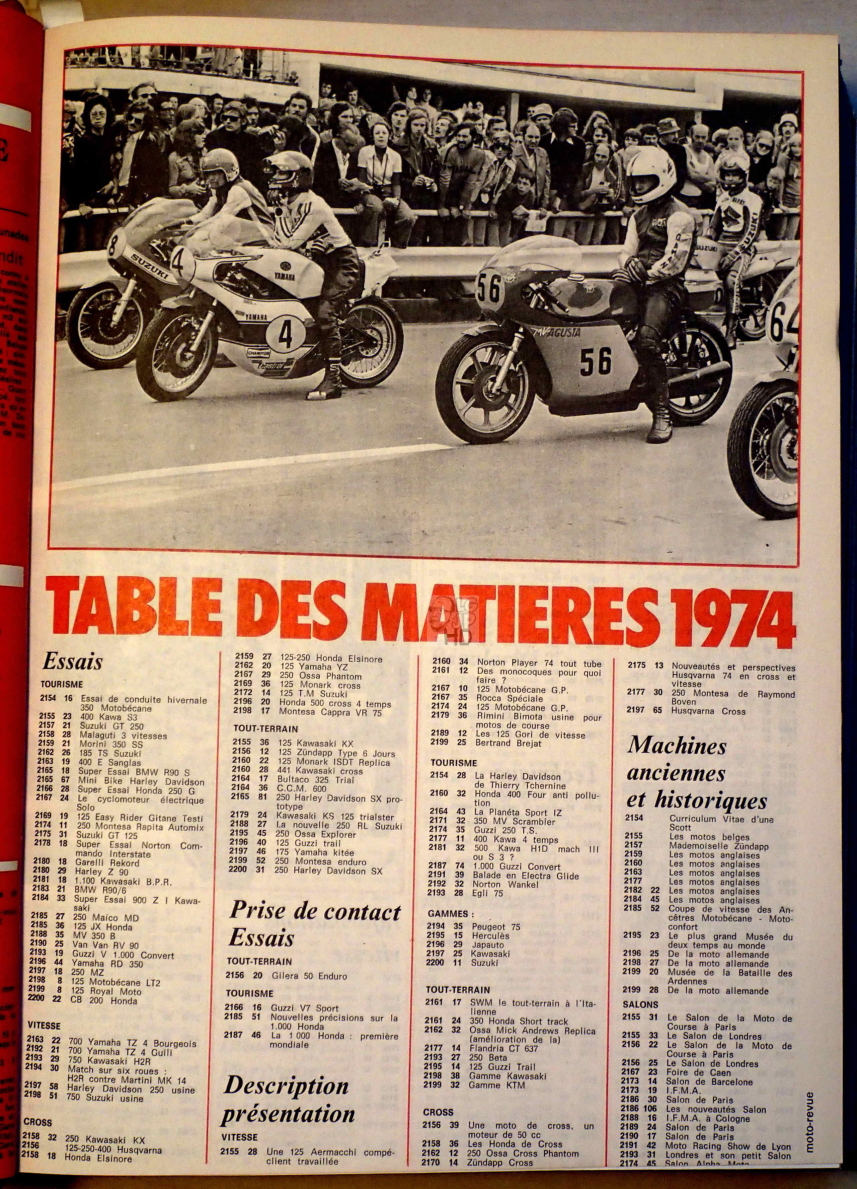 8
SUZUKI
4
YAMAHA
YAMAHA
4
CHAMPION
Castrol
56
MV AGUSTA
56
SUZUKI
SUZUKI
64
TABLE DES MATIERES 1974
Essais
TOURISME
2154 16 Essai de conduite hivernale
350 Motobécane
2155 23 400 Kawa S3
2157 21 Suzuki GT 250
2158 28 Malaguti 3 vitesses
2159 21 Morini 350 SS
2162 26 185 TS Suzuki
2163 19 400 E Sanglas
2165 18 Super Essai BMW R90 S
2165 67 Mini Bike Harley Davidson
2166 28 Super Essai Honda 250 G
2167 24 Le cyclomoteur électrique
Solo
2169 19 125 Easy Rider Gitane Testi
2174 11 250 Montesa Rapita Automix
2175 31 Suzuki GT 125
2178 18 Super Essai Norton Com-
mando Interstate
2180 18 Garelli Rekord
2180 29 Harley Z 90
2181 18 1.100 Kawasaki B.P.R.
2183 21 BMW R90/6
2184 33 Super Essai 900 Z I Kawa-
saki
2185 27 250 Maico MD
2185 36 125 JX Honda
2188 35 MV 350 B
2190 25 Van Van RV 90
2193 19 Guzzi V 1.000 Convert
2196 44 Yamaha RD 350
2197 18 250 MZ
2198 8 125 Motobécane LT2
2199 8 125 Royal Moto
2200 22 CB 200 Honda
VITESSE
2163 22 700 Yamaha TZ 4 Bourgeois
2192 21 700 Yamaha TZ 4 Gulli
2193 29 750 Kawasaki H2R
2194 30 Match sur six roues :
H2R contre Martini MK 14
2197 58 Harley Davidson 250 usine
2198 51 750 Suzuki usine
CROSS
2158 32 250 Kawasaki KX
2156 125-250-400 Husqvarna
2158 18 Honda Elsinore
2159 27 125-250 Honda Elsinore
2162 20 125 Yamaha YZ
2167 29 250 Ossa Phantom
2169 36 125 Monark cross
2172 14 125 T.M Suzuki
2196 20 Honda 500 cross 4 temps
2198 17 Montesa Cappra VR 75
TOUT-TERRAIN
2155 36 125 Kawasaki KX
2156 12 125 Zündapp Type 6 Jours
2160 22 125 Monark ISDT Replica
2160 28 441 Kawasaki cross
2164 17 Bultaco 325 Trial
2164 36 C.C.M. 600
2165 81 250 Harley Davidson SX pro-
totype
2179 24 Kawasaki KS 125 trialster
2188 27 La nouvelle 250 RL Suzuki
2195 45 250 Ossa Explorer
2196 40 125 Guzzi trail
2197 46 175 Yamaha kitée
2199 52 250 Montesa enduro
2200 31 250 Harley Davidson SX
Prise de contact
Essais
TOUT-TERRAIN
2156 20 Gilera 50 Enduro
TOURISME
2166 16 Guzzi V7 Sport
2185 51 Nouvelles précisions sur la
1.000 Honda
2187 46 La 1 000 Honda : première
mondiale
Description
présentation
VITESSE
2155 28 Une 125 Aermacchi compé-
client travaillée
2160 34 Norton Player 74 tout tube
2161 12 Des monocoques pour quoi
faire ?
2167 10 125 Motobécane G.P.
2167 35 Rocca Spéciale
2174 24 125 Motobécane G.P.
2179 36 Rimini Bimota usine pour
motos de course
2189 12 Les 125 Gori de vitesse
2199 25 Bertrand Brejat
TOURISME
2154 28 La Harley Davidson
de Thierry Tchernine
2160 32 Honda 400 Four anti pollu-
tion
2164 43 La Planéta Sport IZ
2171 32 350 MV Scrambler
2174 35 Guzzi 250 T.S.
2177 11 400 Kawa 4 temps
2181 32 500 Kawa H1D mach III
ou S 3 ?
2187 74 1.000 Guzzi Convert
2191 39 Balade en Electra Glide
2192 32 Norton Wankel
2193 28 Egli 75
GAMMES :
2194 35 Peugeot 75
2195 15 Herculès
2196 29 Japauto
2197 25 Kawasaki
2200 11 Suzuki
TOUT-TERRAIN
2161 17 SWM le tout-terrain à l'Ita-
lienne
2161 24 350 Honda Short track
2162 32 Ossa Mick Andrews Replica
(amélioration de la)
2177 14 Flandria CT 637
2193 27 250 Beta
2195 14 125 Guzzi Trail
2198 38 Gamme Kawasaki
2199 32 Gamme KTM
CROSS
2156 39 Une moto de cross, un
moteur de 50 cc
2158 36 Les Honda de Cross
2162 12 250 Ossa Cross Phantom
2170 14 Zündapp Cross
2175 13 Nouveautés et perspectives
Husqvarna 74 en cross et
vitesse
2177 30 250 Montesa de Raymond
Boven
2197 65 Husqvarna Cross
Machines
anciennes
et historiques
2154 Curriculum Vitae d'une
Scott
2155 Les motos belges
2157 Mademoiselle Zündapp
2159 Les motos anglaises
2160 Les motos anglaises
2163 Les motos anglaises
2177 Les motos anglaises
2182 22 Les motos anglaises
2184 45 Les motos anglaises
2185 52 Coupe de vitesse des An-
cêtres Motobécane - Moto-
confort
2195 23 Le plus grand Musée du
deux temps au monde
2196 25 De la moto allemande
2198 27 De la moto allemande
2199 20 Musée de la Bataille des
Ardennes
2199 28 De la moto allemande
SALONS
2155 31 Le Salon de la Moto de
Course à Paris
2155 33 Le Salon de Londres
2156 22 Le Salon de la Moto de
Course à Paris
2156 25 Le Salon de Londres
2167 23 Foire de Caen
2173 14 Salon de Barcelone
2173 19 I.F.M.A.
2186 30 Salon de Paris
2186 106 Les nouveautés Salon
2188 16 I.F.M.A. à Cologne
2189 24 Salon de Paris
2190 17 Salon de Paris
2191 42 Moto Racing Show de Lyon
2193 31 Londres et son petit Salon
2174 45 Salon Alpha Moto
moto-revue